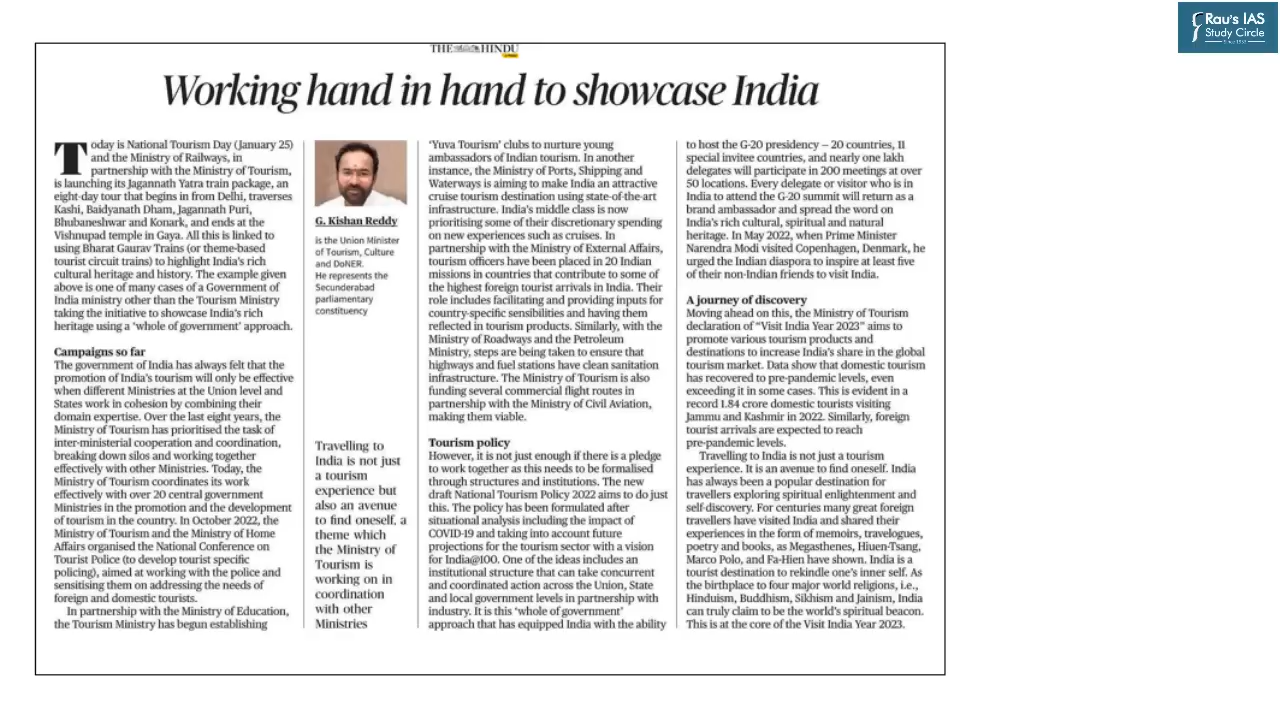 Rau's IAS
Study Circle
Since 1953
THE HINDU
Working hand in hand to showcase India
Today is National Tourism Day (January 25)
and the Ministry of Railways, in
partnership with the Ministry of Tourism,
is launching its Jagannath Yatra train package, an
eight-day tour that begins in from Delhi, traverses
Kashi, Baidyanath Dham, Jagannath Puri,
Bhubaneshwar and Konark, and ends at the
Vishnupad temple in Gaya. All this is linked to
using Bharat Gaurav Trains (or theme-based
tourist circuit trains) to highlight India's rich
cultural heritage and history. The example given
above is one of many cases of a Government of
India ministry other than the Tourism Ministry
taking the initiative to showcase India's rich
heritage using a 'whole of government' approach.
Campaigns so far
The government of India has always felt that the
promotion of India's tourism will only be effective
when different Ministries at the Union level and
States work in cohesion by combining their
domain expertise. Over the last eight years, the
Ministry of Tourism has prioritised the task of
inter-ministerial cooperation and coordination,
breaking down silos and working together
effectively with other Ministries. Today, the
Ministry of Tourism coordinates its work
effectively with over 20 central government
Ministries in the promotion and the development
of tourism in the country. In October 2022, the
Ministry of Tourism and the Ministry of Home
Affairs organised the National Conference on
Tourist Police (to develop tourist specific
policing), aimed at working with the police and
sensitising them on addressing the needs of
foreign and domestic tourists.
In partnership with the Ministry of Education,
the Tourism Ministry has begun establishing
G. Kishan Reddy
is the Union Minister
of Tourism, Culture
and DoNER.
He represents the
Secunderabad
parliamentary
constituency
Travelling to
India is not just
a tourism
experience but
also an avenue
to find oneself, a
theme which
the Ministry of
Tourism is
working on in
coordination
with other
Ministries
'Yuva Tourism' clubs to nurture young
ambassadors of Indian tourism. In another
instance, the Ministry of Ports, Shipping and
Waterways is aiming to make India an attractive
cruise tourism destination using state-of-the-art
infrastructure. India's middle class is now
prioritising some of their discretionary spending
on new experiences such as cruises. In
partnership with the Ministry of External Affairs,
tourism officers have been placed in 20 Indian
missions in countries that contribute to some of
the highest foreign tourist arrivals in India. Their
role includes facilitating and providing inputs for
country-specific sensibilities and having them
reflected in tourism products. Similarly, with the
Ministry of Roadways and the Petroleum
Ministry, steps are being taken to ensure that
highways and fuel stations have clean sanitation
infrastructure. The Ministry of Tourism is also
funding several commercial flight routes in
partnership with the Ministry of Civil Aviation,
making them viable.
Tourism policy
However, it is not just enough if there is a pledge
to work together as this needs to be formalised
through structures and institutions. The new
draft National Tourism Policy 2022 aims to do just
this. The policy has been formulated after
situational analysis including the impact of
COVID-19 and taking into account future
projections for the tourism sector with a vision
for India@100. One of the ideas includes an
institutional structure that can take concurrent
and coordinated action across the Union, State
and local government levels in partnership with
industry. It is this 'whole of government'
approach that has equipped India with the ability
to host the G-20 presidency — 20 countries, 11
special invitee countries, and nearly one lakh
delegates will participate in 200 meetings at over
50 locations. Every delegate or visitor who is in
India to attend the G-20 summit will return as a
brand ambassador and spread the word on
India's rich cultural, spiritual and natural
heritage. In May 2022, when Prime Minister
Narendra Modi visited Copenhagen, Denmark, he
urged the Indian diaspora to inspire at least five
of their non-Indian friends to visit India.
A journey of discovery
Moving ahead on this, the Ministry of Tourism
declaration of "Visit India Year 2023" aims to
promote various tourism products and
destinations to increase India's share in the global
tourism market. Data show that domestic tourism
has recovered to pre-pandemic levels, even
exceeding it in some cases. This is evident in a
record 1.84 crore domestic tourists visiting
Jammu and Kashmir in 2022. Similarly, foreign
tourist arrivals are expected to reach
pre-pandemic levels.
Travelling to India is not just a tourism
experience. It is an avenue to find oneself. India
has always been a popular destination for
travellers exploring spiritual enlightenment and
self-discovery. For centuries many great foreign
travellers have visited India and shared their
experiences in the form of memoirs, travelogues,
poetry and books, as Megasthenes, Hiuen-Tsang,
Marco Polo, and Fa-Hien have shown. India is a
tourist destination to rekindle one's inner self. As
the birthplace to four major world religions, i.e.,
Hinduism, Buddhism, Sikhism and Jainism, India
can truly claim to be the world's spiritual beacon.
This is at the core of the Visit India Year 2023.